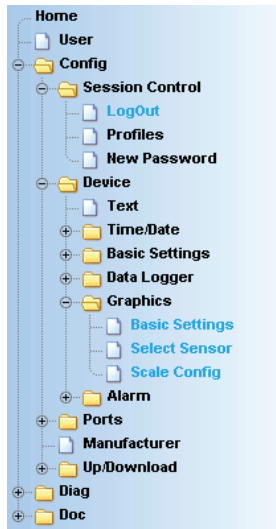 Home
User
Config
Session Control
LogOut
Profiles
New Password
Device
Text
Time/Date
Basic Settings
Data Logger
Graphics
Basic Settings
Select Sensor
Scale Config
Alarm
Ports
Manufacturer
Up/Download
Diag
Doc